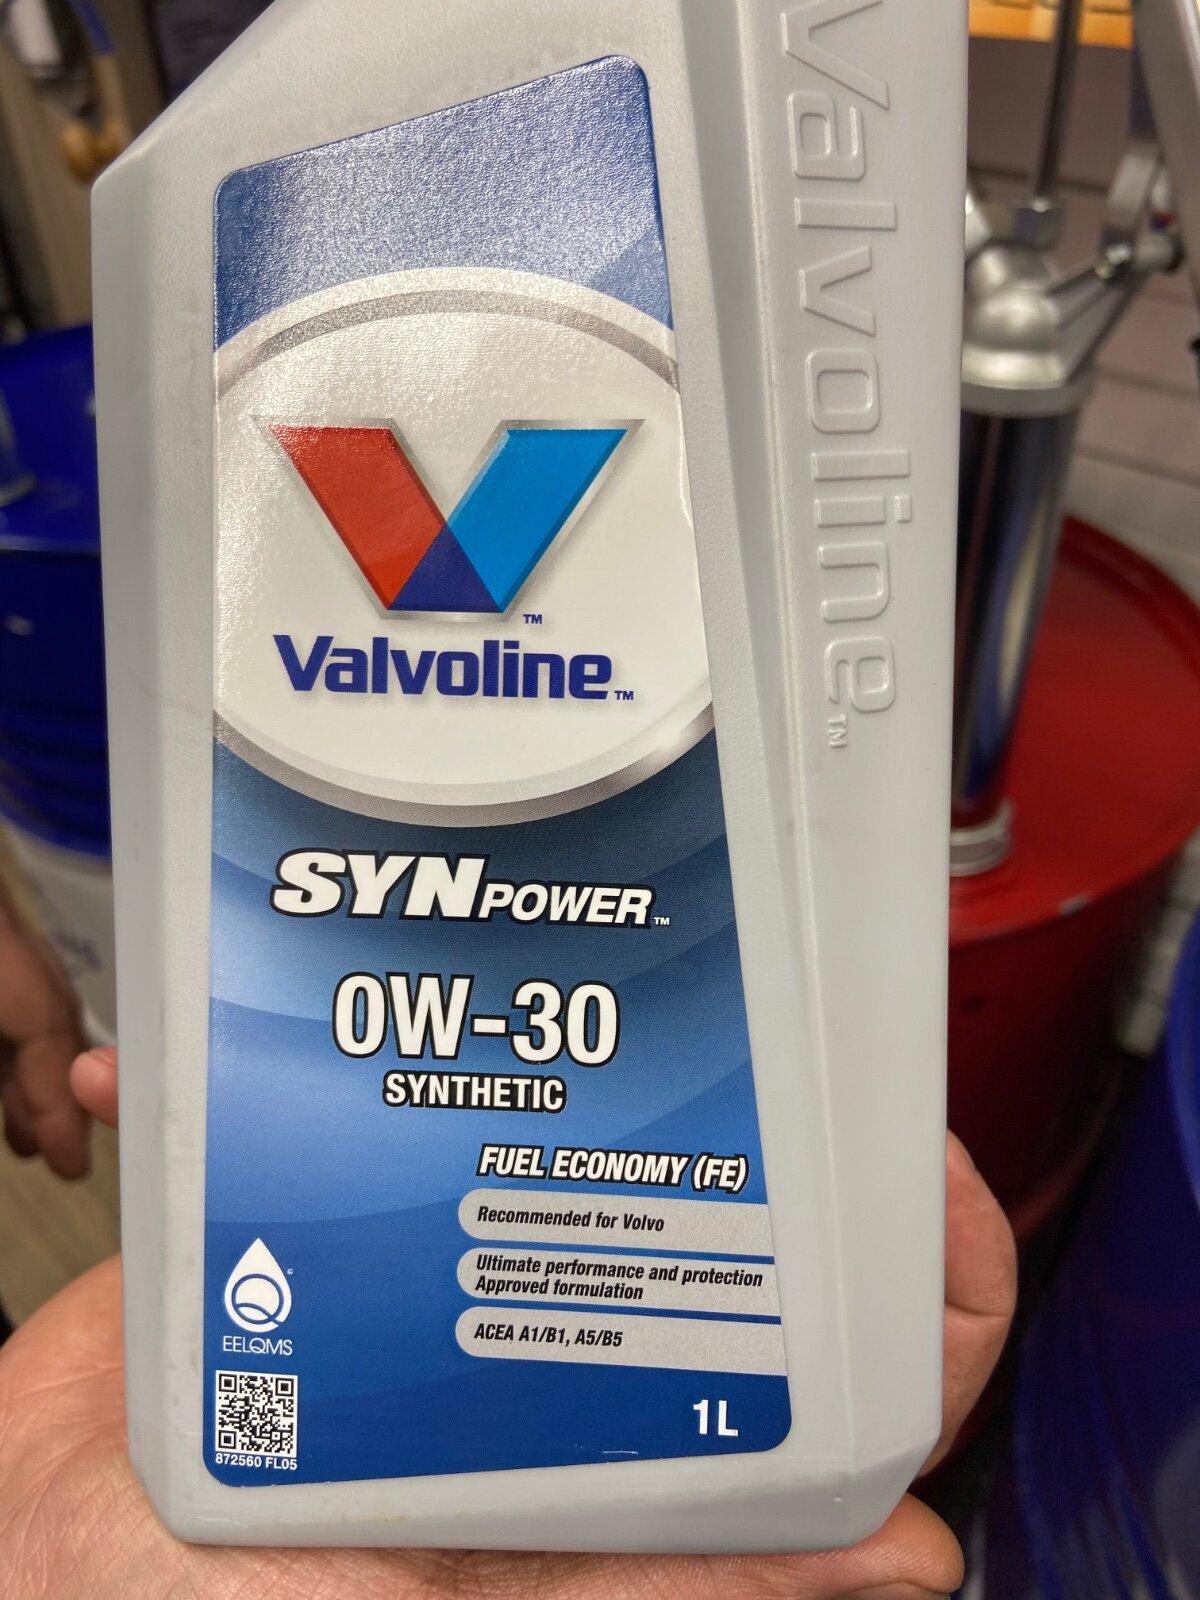 Valvoline™
Valvoline™
SYNPOWER™
0W-30
SYNTHETIC
FUEL ECONOMY (FE)
Recommended for Volvo
Ultimate performance and protection
Approved formulation
ACEA A1/B1, A5/B5
EELQMS
872560 FL05
1L